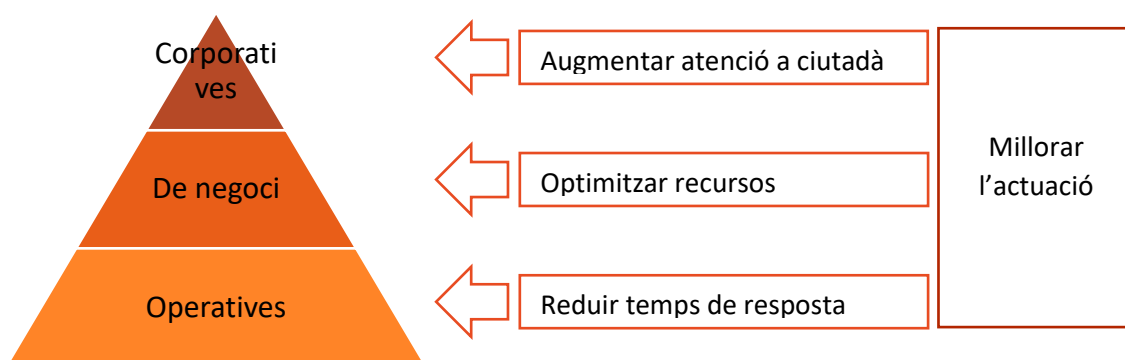 Corporati
ves
Augmentar atenció a ciutadà
De negoci
Optimitzar recursos
Millorar
l’actuació
Operatives
Reduir temps de resposta